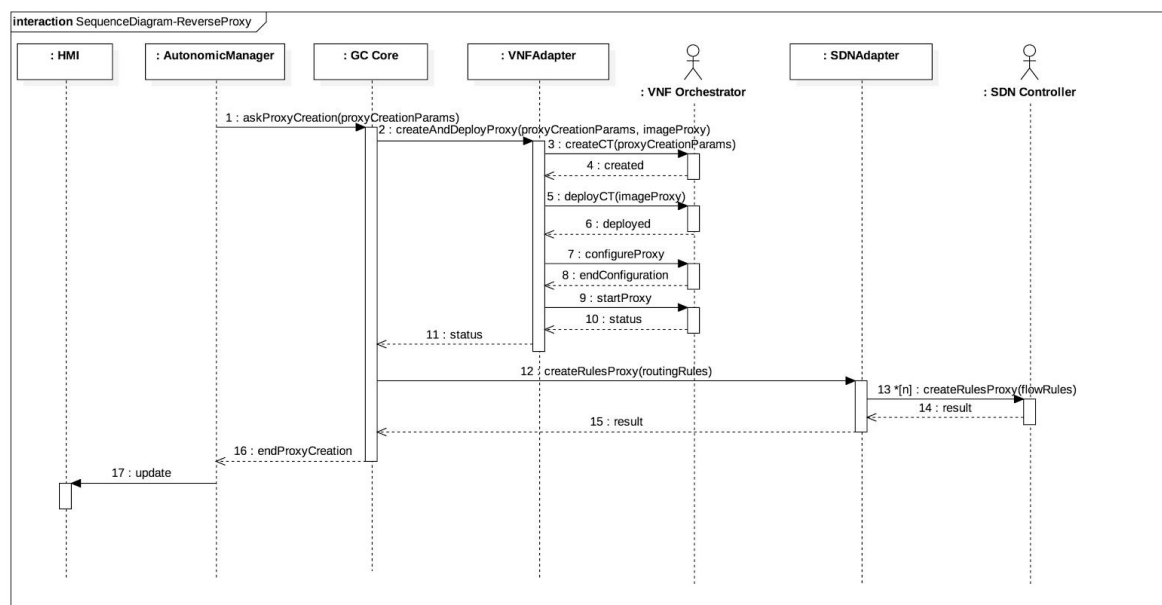 interaction SequenceDiagram-ReverseProxy
: HMI
: AutonomicManager
: GC Core
: VNFAdapter
: VNF Orchestrator
: SDNAdapter
: SDN Controller
1 : askProxyCreation(proxyCreationParams)
2 : createAndDeployProxy(proxyCreationParams, imageProxy)
3 : createCT(proxyCreationParams)
4 : created
5 : deployCT(imageProxy)
6 : deployed
7 : configureProxy
8 : endConfiguration
9 : startProxy
10 : status
11 : status
12 : createRulesProxy(routingRules)
13 *[n] : createRulesProxy(flowRules)
14 : result
15 : result
16 : endProxyCreation
17 : update